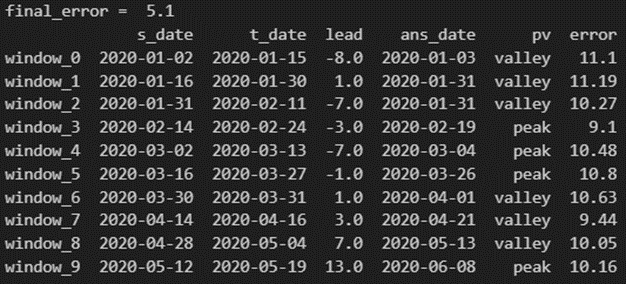 final_error =  5.1
s_date t_date lead ans_date pv error
window_0 2020-01-02 2020-01-15 -8.0 2020-01-03 valley 11.1
window_1 2020-01-16 2020-01-30 1.0 2020-01-31 valley 11.19
window_2 2020-01-31 2020-02-11 -7.0 2020-01-31 valley 10.27
window_3 2020-02-14 2020-02-24 -3.0 2020-02-19 peak 9.1
window_4 2020-03-02 2020-03-13 -7.0 2020-03-04 peak 10.48
window_5 2020-03-16 2020-03-27 -1.0 2020-03-26 peak 10.8
window_6 2020-03-30 2020-03-31 1.0 2020-04-01 valley 10.63
window_7 2020-04-14 2020-04-16 3.0 2020-04-21 valley 9.44
window_8 2020-04-28 2020-05-04 7.0 2020-05-13 valley 10.05
window_9 2020-05-12 2020-05-19 13.0 2020-06-08 peak 10.16